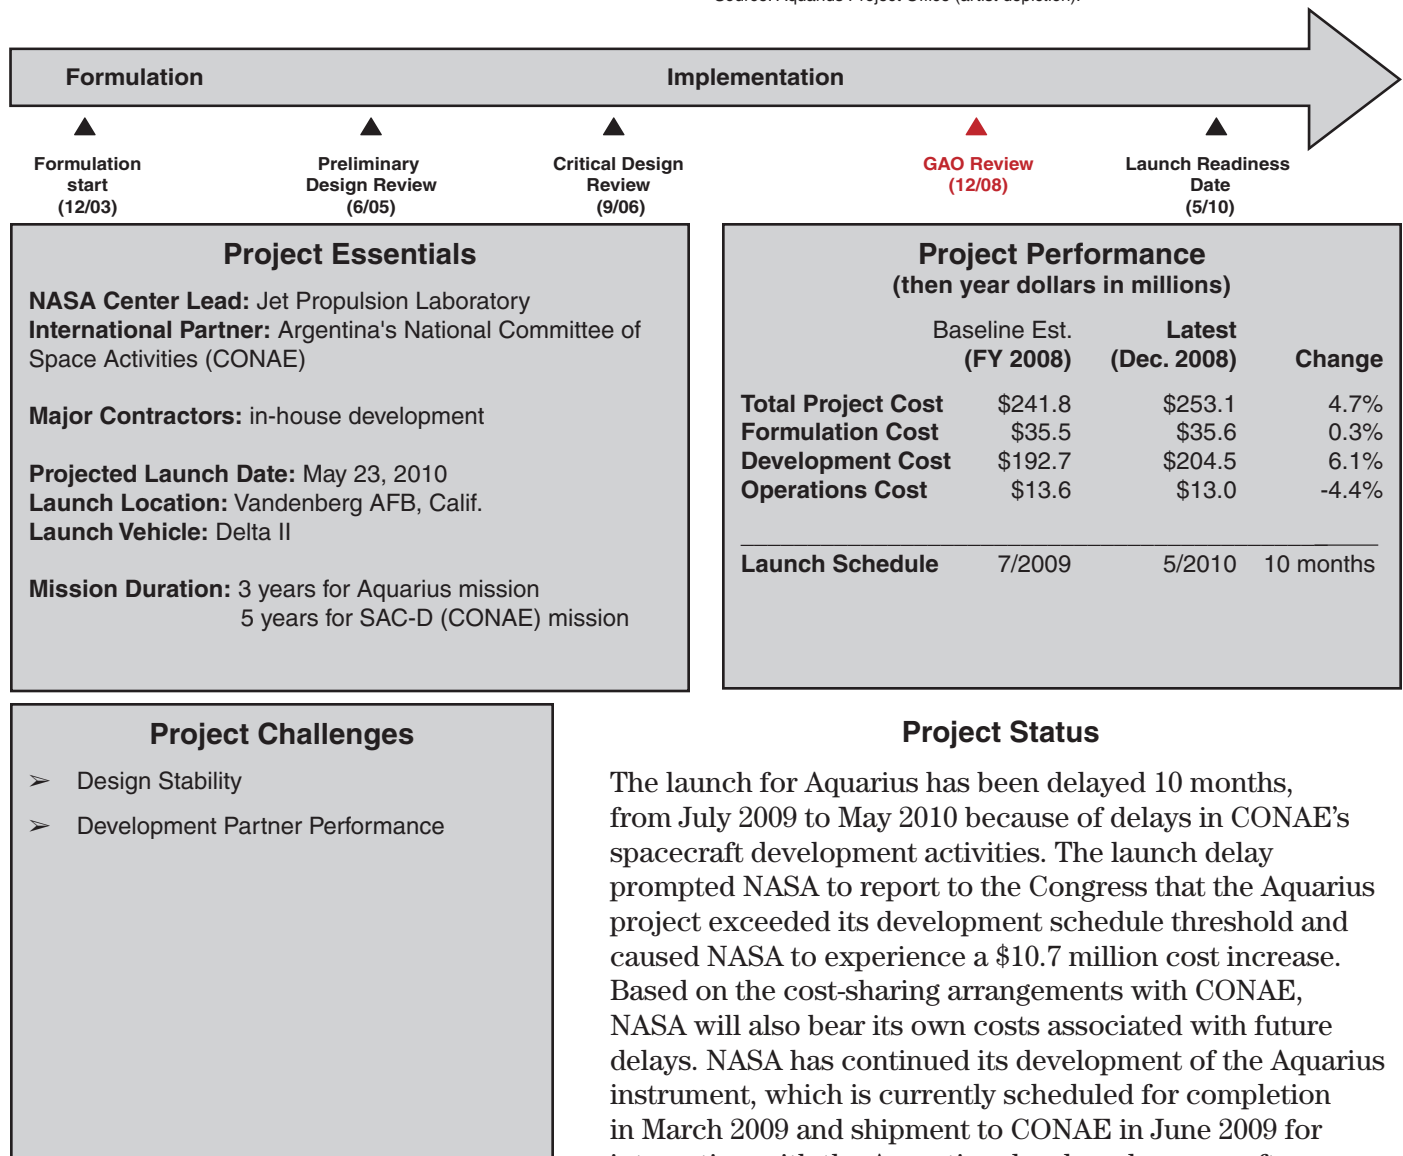 Source: Aquarius Project Office (artist depiction).
Formulation
Implementation
Formulation
start
(12/03)
Preliminary
Design Review
(6/05)
Critical Design
Review
(9/06)
GAO Review
(12/08)
Launch Readiness
Date
(5/10)
Project Essentials
NASA Center Lead: Jet Propulsion Laboratory
International Partner: Argentina's National Committee of
Space Activities (CONAE)
Major Contractors: in-house development
Projected Launch Date: May 23, 2010
Launch Location: Vandenberg AFB, Calif.
Launch Vehicle: Delta II
Mission Duration: 3 years for Aquarius mission
5 years for SAC-D (CONAE) mission
Project Performance
(then year dollars in millions)
Baseline Est. Latest
(FY 2008) (Dec. 2008) Change
Total Project Cost $241.8 $253.1 4.7%
Formulation Cost $35.5 $35.6 0.3%
Development Cost $192.7 $204.5 6.1%
Operations Cost $13.6 $13.0 -4.4%
Launch Schedule 7/2009 5/2010 10 months
Project Challenges
➢ Design Stability
➢ Development Partner Performance
Project Status
The launch for Aquarius has been delayed 10 months,
from July 2009 to May 2010 because of delays in CONAE’s
spacecraft development activities. The launch delay
prompted NASA to report to the Congress that the Aquarius
project exceeded its development schedule threshold and
caused NASA to experience a $10.7 million cost increase.
Based on the cost-sharing arrangements with CONAE,
NASA will also bear its own costs associated with future
delays. NASA has continued its development of the Aquarius
instrument, which is currently scheduled for completion
in March 2009 and shipment to CONAE in June 2009 for